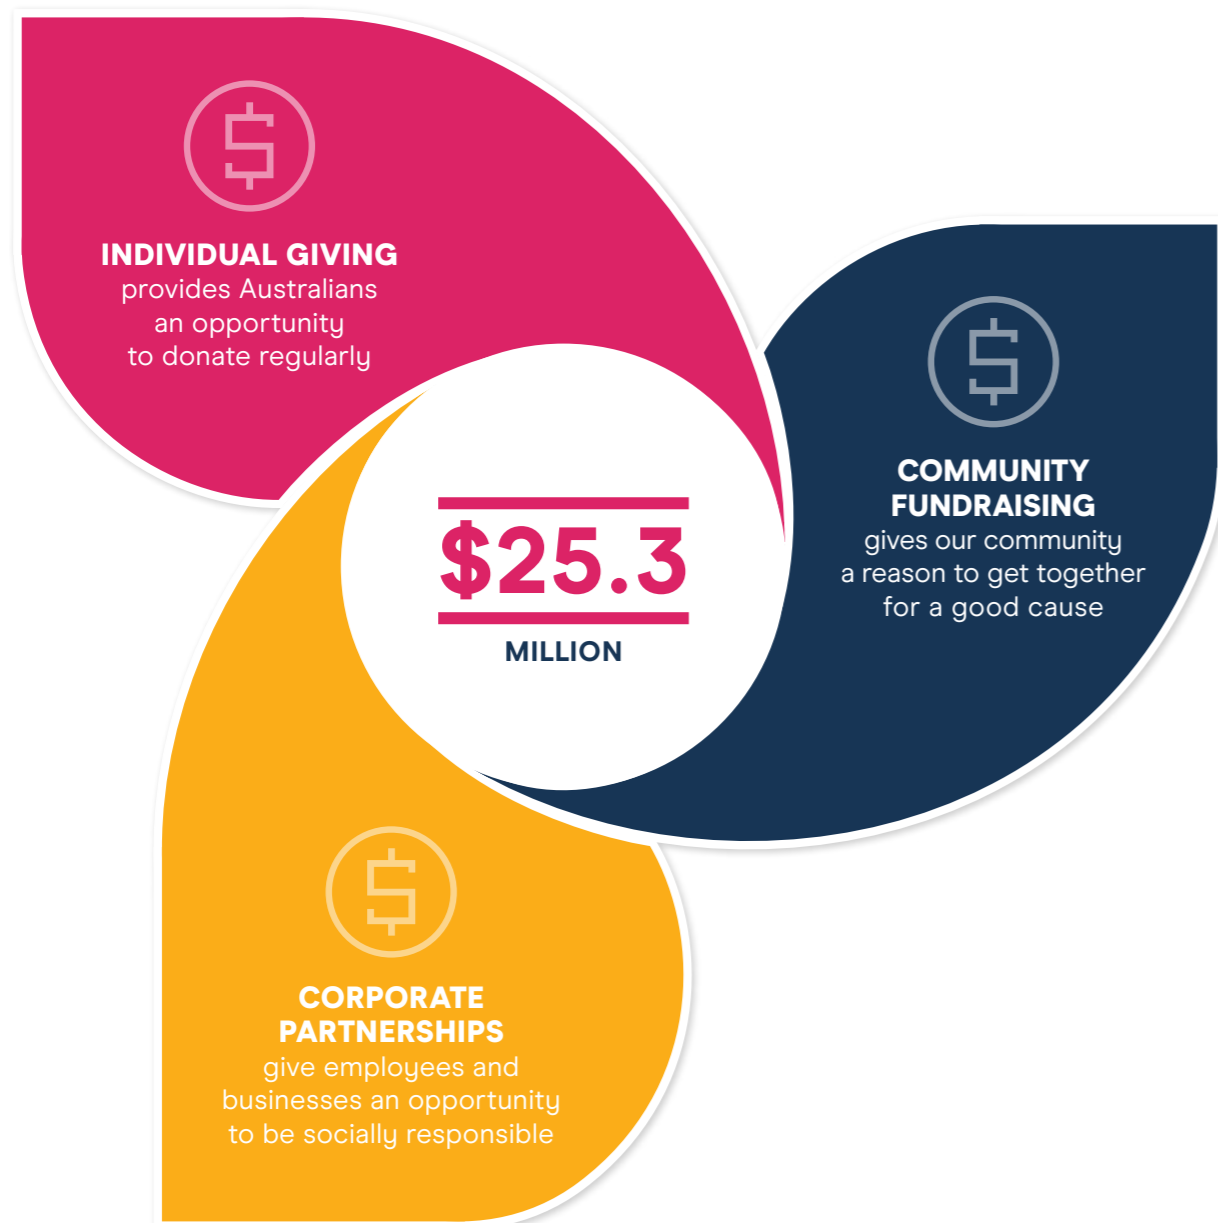 INDIVIDUAL GIVING
provides Australians
an opportunity
to donate regularly
COMMUNITY
FUNDRAISING
gives our community
a reason to get together
for a good cause
$25.3
MILLION
CORPORATE
PARTNERSHIPS
give employees and
businesses an opportunity
to be socially responsible